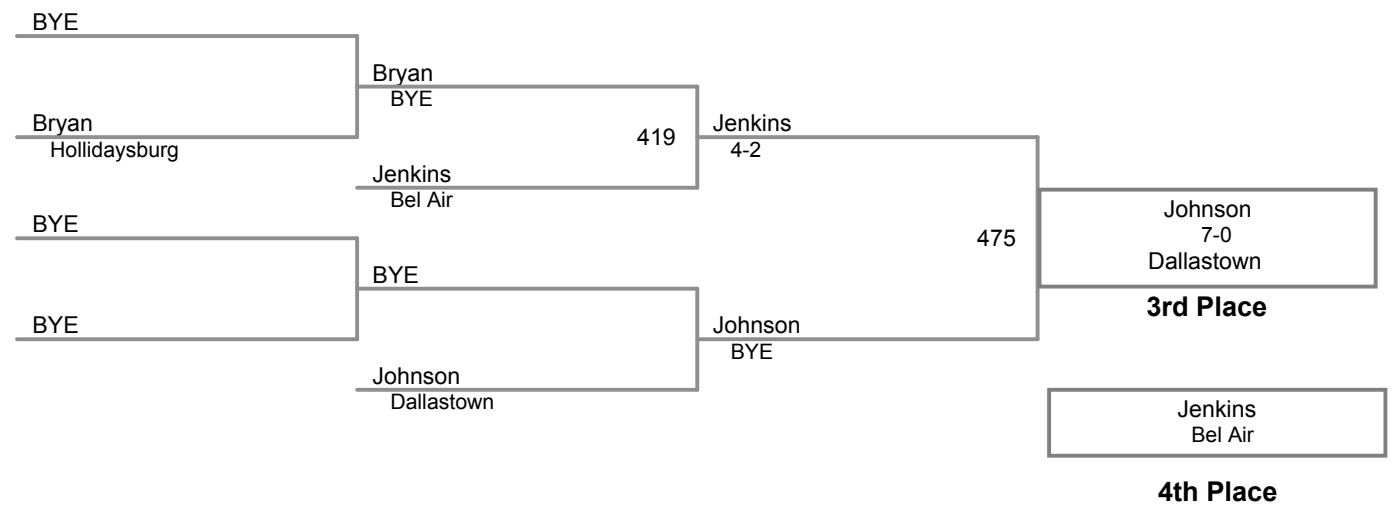 BYE
Bryan
Hollidaysburg
BYE
BYE
Bryan
BYE
Jenkins
Bel Air
BYE
Johnson
Dallastown
419
Jenkins
4-2
Johnson
BYE
475
Johnson
7-0
Dallastown
3rd Place
Jenkins
Bel Air
4th Place